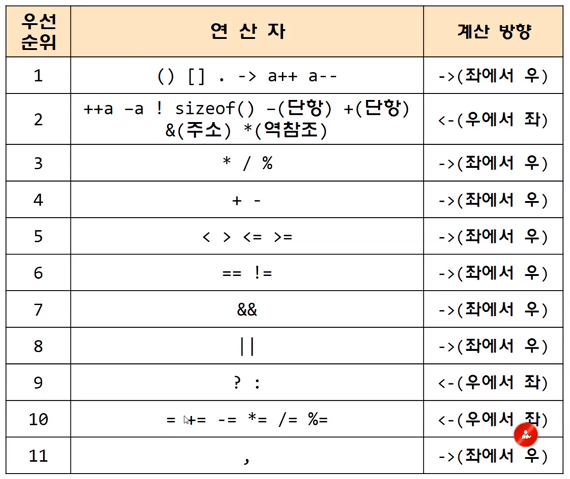 우선
순위
연 산 자
계산 방향
1
() [] . -> a++ a--
->(좌에서 우)
2
++a –a ! sizeof() –(단항) +(단항)
&(주소) *(역참조)
<-(우에서 좌)
3
* / %
->(좌에서 우)
4
+ -
->(좌에서 우)
5
< > <= >=
->(좌에서 우)
6
== !=
->(좌에서 우)
7
&&
->(좌에서 우)
8
||
->(좌에서 우)
9
? :
<-(우에서 좌)
10
= += -= *= /= %=
<-(우에서 좌)
11
,
->(좌에서 우)